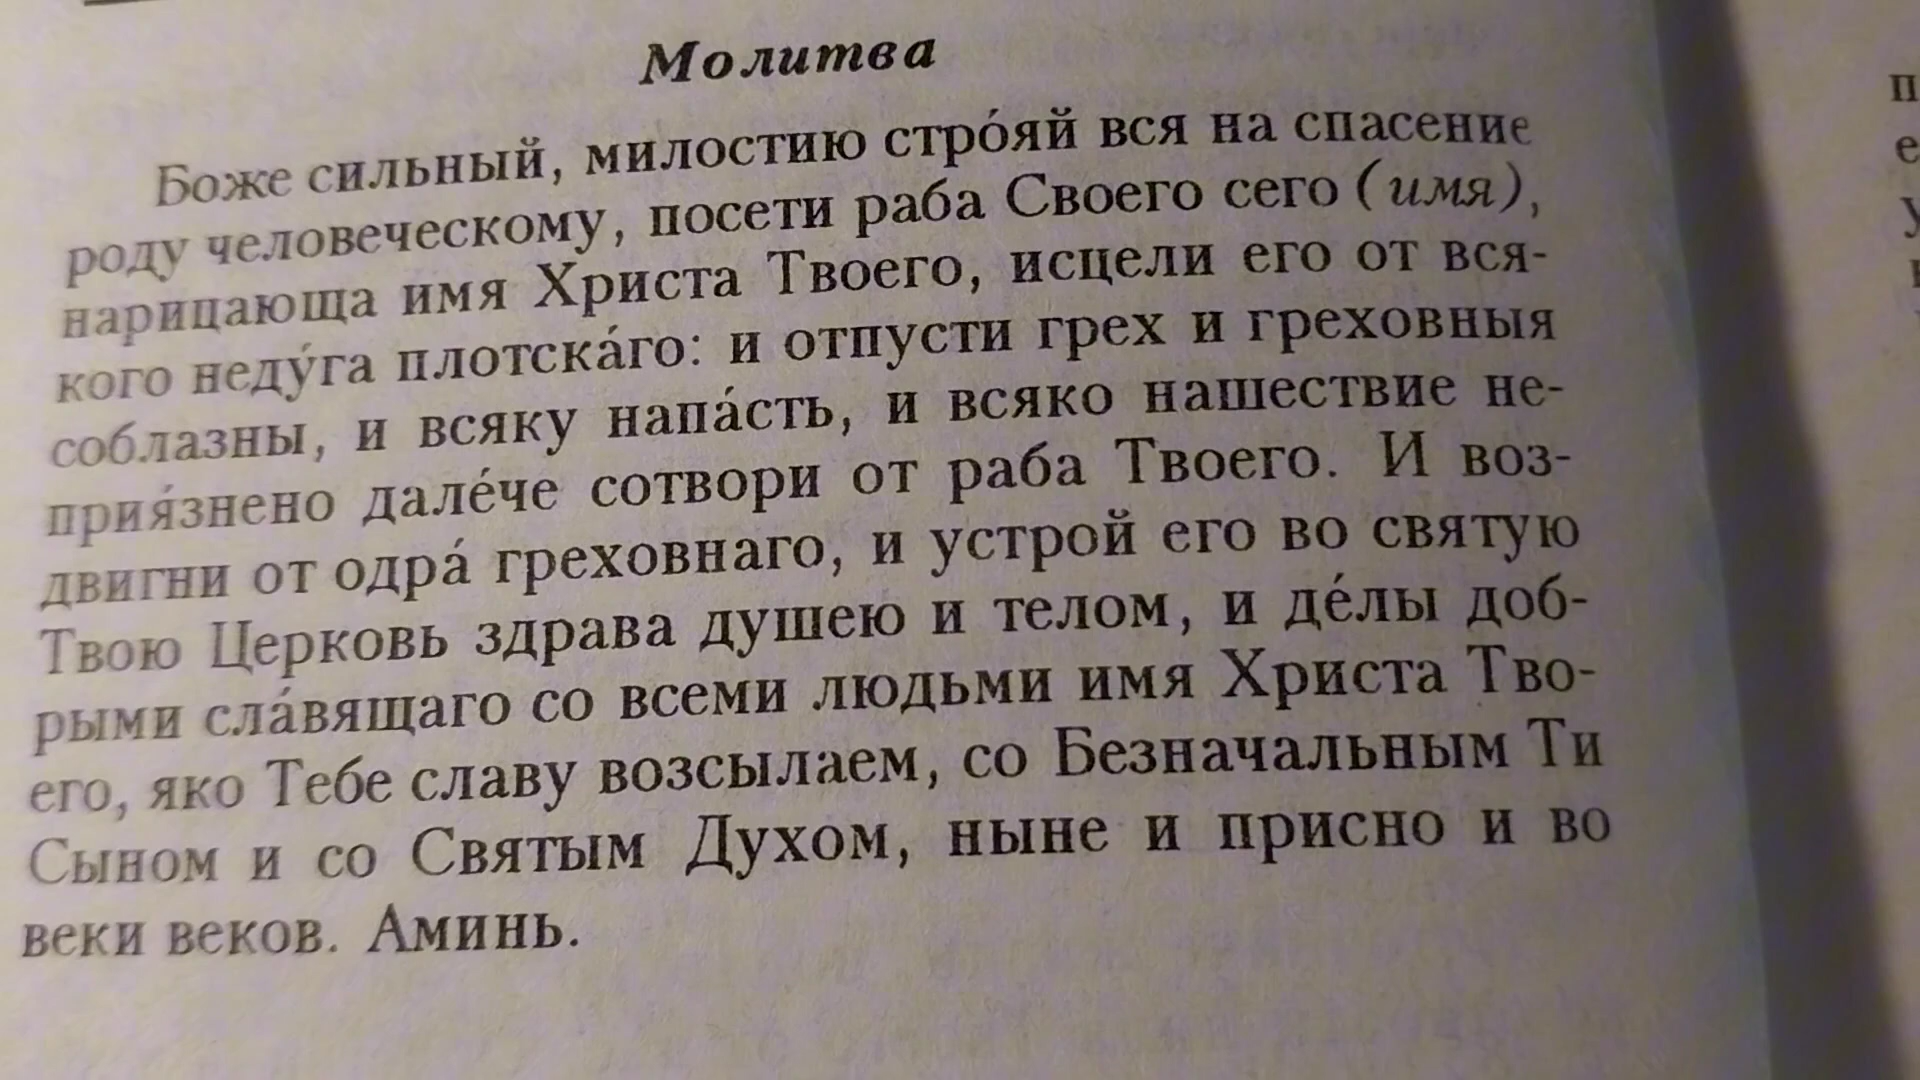 Молитва
Боже сильный, милостию стро́яй вся на спасение
роду человеческому, посети раба Своего сего (имя),
нарицающа имя Христа Твоего, исцели его от вся-
кого неду́га плотска́го: и отпусти грех и греховныя
соблазны, и всяку напа́сть, и всяко нашествие не-
прия́знено дале́че сотвори от раба Твоего. И воз-
двигни от одра́ греховнаго, и устрой его во святую
Твою Церковь здрава душею и телом, и де́лы доб-
рыми сла́вящаго со всеми людьми имя Христа Тво-
его, яко Тебе славу возсылаем, со Безначальным Ти
Сыном и со Святым Духом, ныне и присно и во
веки веков. Аминь.